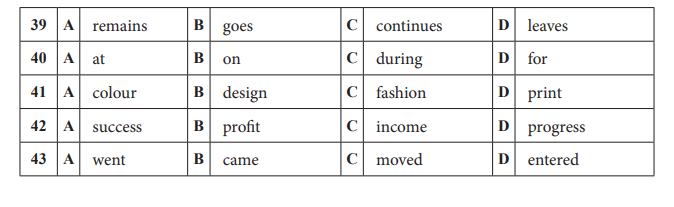 39 A remains B goes C continues D leaves
40 A at B on C during D for
41 A colour B design C fashion D print
42 A success B profit C income D progress
43 A went B came C moved D entered